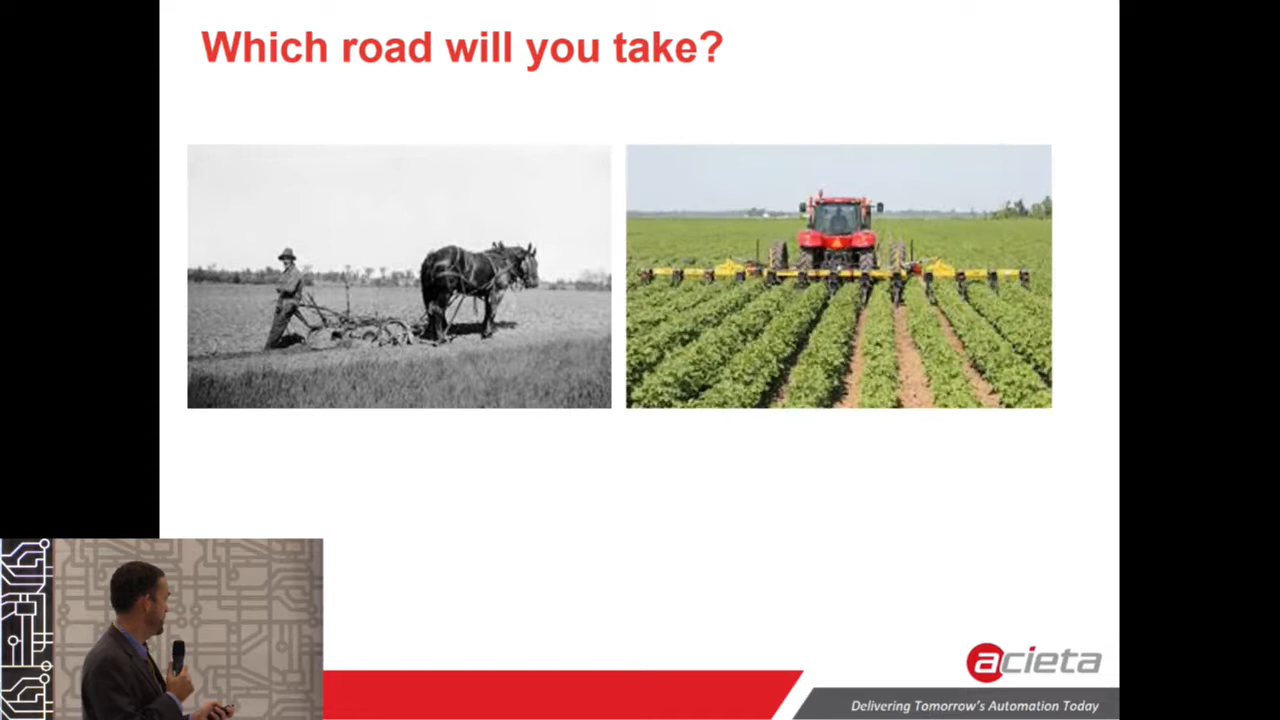 Which road will you take?
acieta
Delivering Tomorrow's Automation Today